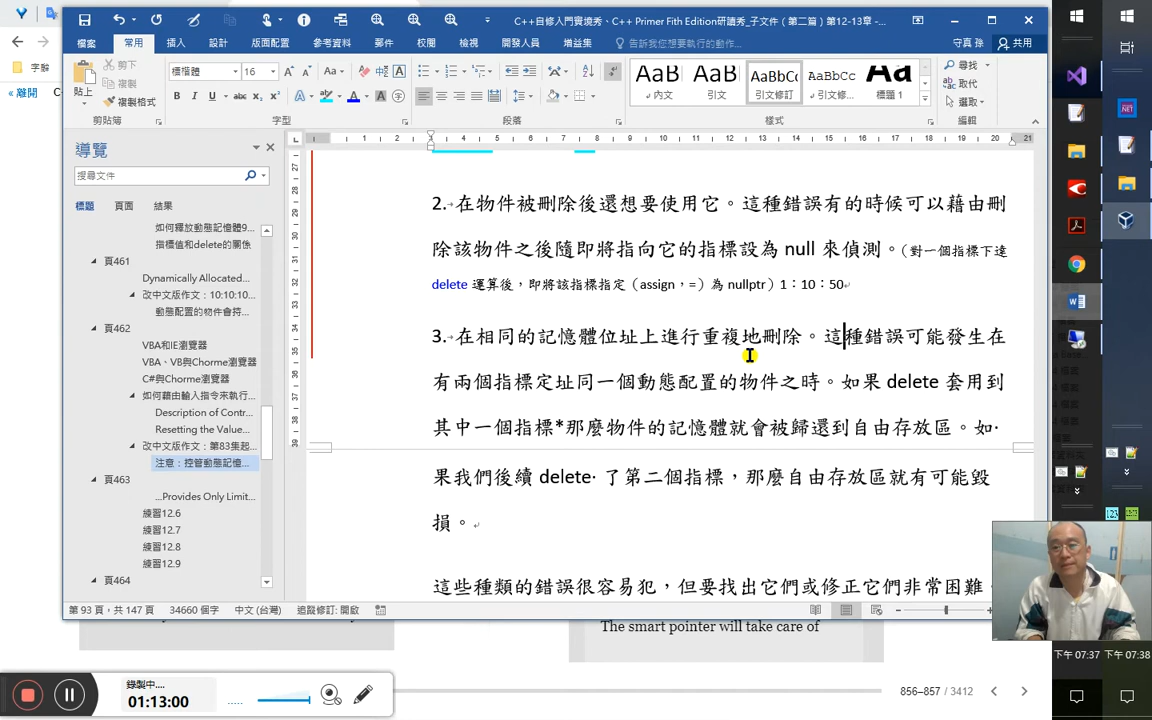 C++自修入門實境秀、C++ Primer Fith Edition研讀秀_子文件（第二篇）第12-13章 -...
檔案 常用 插入 設計 版面配置 參考資料 郵件 校閱 檢視 開發人員 增益集 告訴我您想要執行的動作... 守真 孫 共用
字齡
« 離開
貼上
剪下
複製
複製格式
剪貼簿
標楷體 16
字型
段落
AaBb 內文
AaBb 引文
AaBbCc 引文修訂
AaBbCc 引文修...
Aa 標題 1
樣式
尋找
取代
選取
編輯
導覽
搜尋文件
標題 頁面 結果
如何釋放動態記憶體9...
指標值和delete的關係
頁461
Dynamically Allocated...
改中文版作文：10:10:10...
動態配置的物件會持...
頁462
VBA和IE瀏覽器
VBA、VB與Chorme瀏覽器
C#與Chorme瀏覽器
如何藉由輸入指令來執行...
Description of Contr...
Resetting the Value...
改中文版作文：第83集起...
注意：控管動態記憶...
頁463
...Provides Only Limit...
練習12.6
練習12.7
練習12.8
練習12.9
頁464
2. 在物件被刪除後還想要使用它。這種錯誤有的時候可以藉由刪
除該物件之後隨即將指向它的指標設為 null 來偵測。（對一個指標下達
delete 運算後，即將該指標指定（assign，=）為 nullptr）1：10：50
3. 在相同的記憶體位址上進行重複地刪除。這種錯誤可能發生在
有兩個指標定址同一個動態配置的物件之時。如果 delete 套用到
其中一個指標*那麼物件的記憶體就會被歸還到自由存放區。如·
果我們後續 delete· 了第二個指標，那麼自由存放區就有可能毀
損。
這些種類的錯誤很容易犯，但要找出它們或修正它們非常困難。
第 93 頁，共 147 頁 34660 個字 中文 (台灣) 追蹤修訂: 開啟
The smart pointer will take care of
856–857 / 3412
錄製中....
01:13:00
下午 07:37 下午 07:38